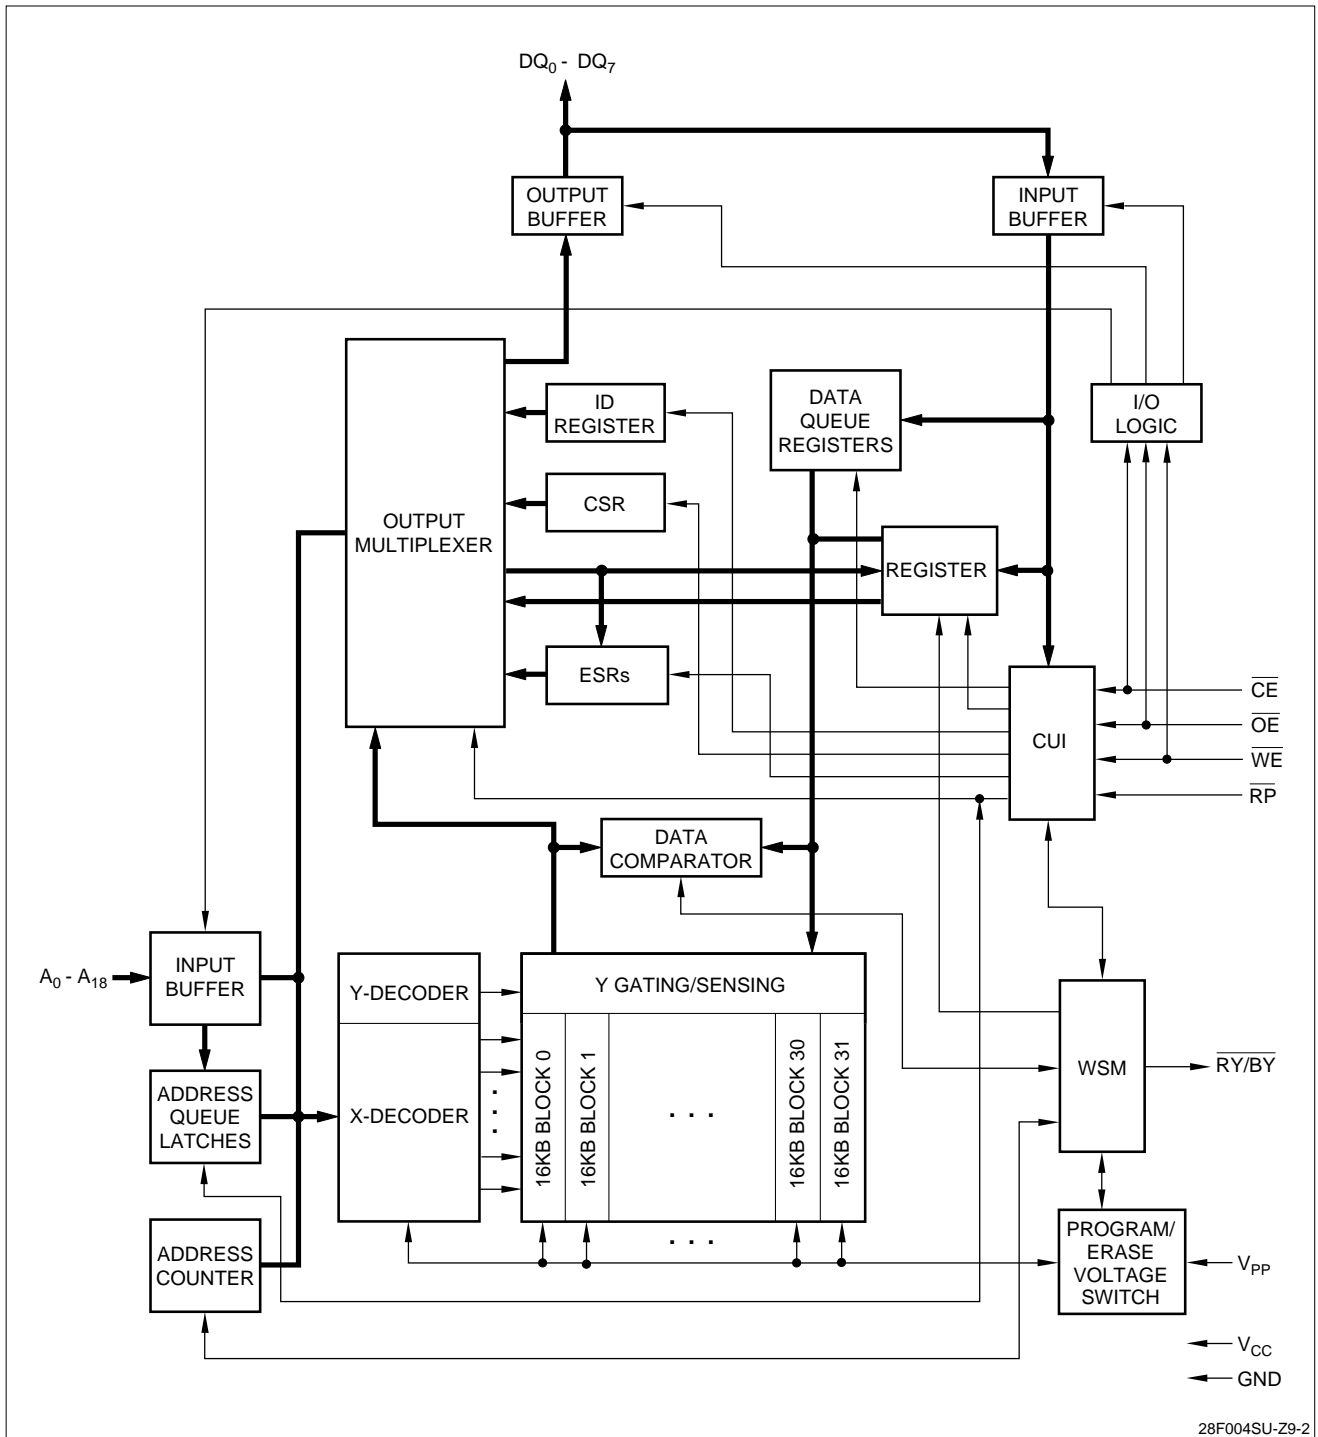 DQ0 - DQ7
OUTPUT
BUFFER
INPUT
BUFFER
I/O
LOGIC
ID
REGISTER
DATA
QUEUE
REGISTERS
CSR
OUTPUT
MULTIPLEXER
REGISTER
ESRs
CUI
CE
OE
WE
RP
DATA
COMPARATOR
A0 - A18
INPUT
BUFFER
Y-DECODER
Y GATING/SENSING
ADDRESS
QUEUE
LATCHES
X-DECODER
16KB BLOCK 0
16KB BLOCK 1
. . .
16KB BLOCK 30
16KB BLOCK 31
WSM
RY/BY
ADDRESS
COUNTER
. . .
PROGRAM/
ERASE
VOLTAGE
SWITCH
VPP
VCC
GND
28F004SU-Z9-2